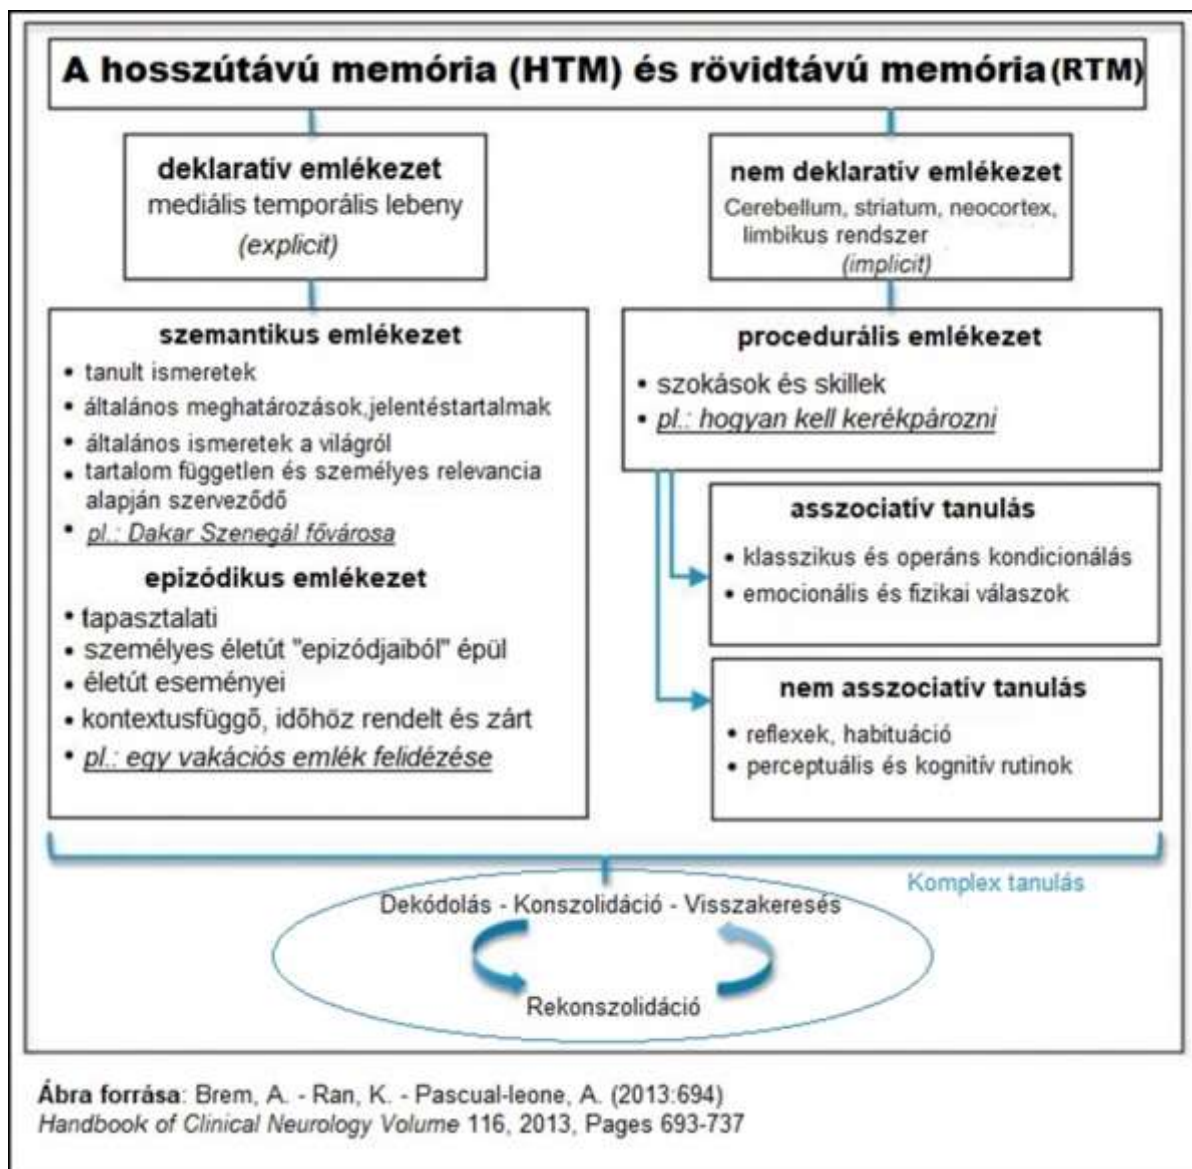 A hosszútávú memória (HTM) és rövidtávú memória (RTM)
deklaratív emlékezet
mediális temporális lebeny
(explicit)
nem deklaratív emlékezet
Cerebellum, striatum, neocortex,
limbikus rendszer
(implicit)
szemantikus emlékezet
• tanult ismeretek
• általános meghatározások,jelentéstartalmak
• általános ismeretek a világról
• tartalom független és személyes relevancia
alapján szerveződő
• pl.: Dakar Szenegál fővárosa
epizódikus emlékezet
• tapasztalati
• személyes életút "epizódjaiból" épül
• életút eseményei
• kontextusfüggő, időhöz rendelt és zárt
• pl.: egy vakációs emlék felidézése
procedurális emlékezet
• szokások és skillek
• pl.: hogyan kell kerékpározni
asszociatív tanulás
• klasszikus és operáns kondicionálás
• emocionális és fizikai válaszok
nem asszociatív tanulás
• reflexek, habituáció
• perceptuális és kognitív rutinok
Komplex tanulás
Dekódolás - Konszolidáció - Visszakeresés
Rekonszolidáció
Ábra forrása: Brem, A. - Ran, K. - Pascual-leone, A. (2013:694)
Handbook of Clinical Neurology Volume 116, 2013, Pages 693-737